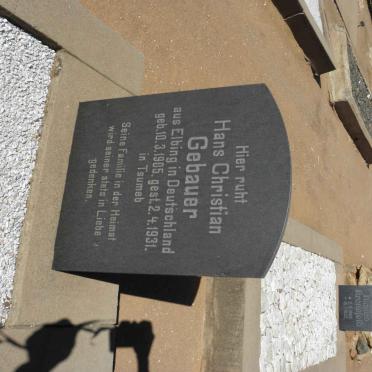 Hier ruht
Hans Christian
Gebauer
aus Elbing in Deutschland
geb. 10.3.1905, gest. 2.4.1931.
in Tsumeb
Seine Familie in der Heimat
wird seiner stets in Liebe
gedenken.